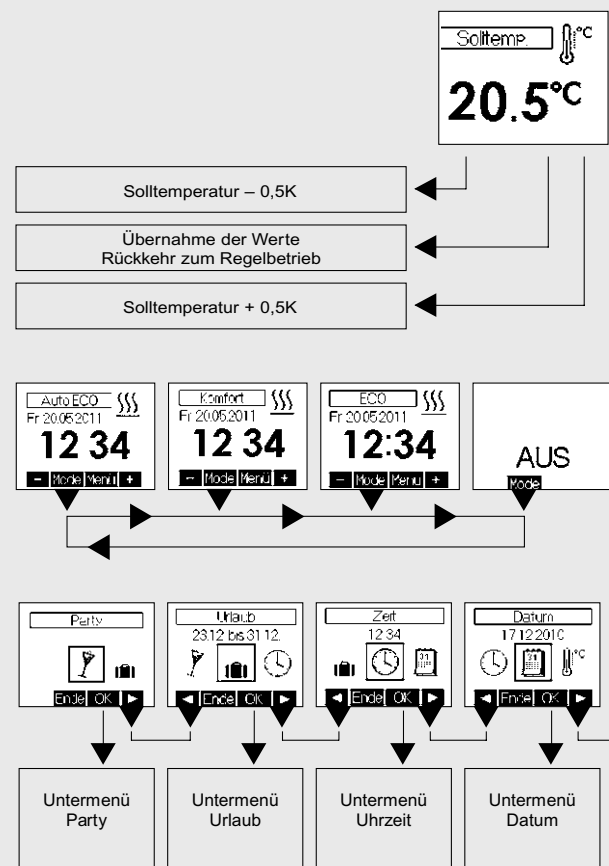 Solltemp.
°C
20.5°C
Solltemperatur – 0,5K
Übernahme der Werte
Rückkehr zum Regelbetrieb
Solltemperatur + 0,5K
Auto ECO
Fr 20.05.2011
12 34
– Mode Menü +
Komfort
Fr 20.05.2011
12 34
– Mode Menü +
ECO
Fr 20.05.2011
12:34
– Mode Menü +
AUS
Mode
Party
Ende OK ►
Urlaub
23.12 bis 31.12.
◄ Ende OK ►
Zeit
12 34
31
◄ Ende OK ►
Datum
17.12.2010
31
°C
◄ Ende OK ►
Untermenü
Party
Untermenü
Urlaub
Untermenü
Uhrzeit
Untermenü
Datum